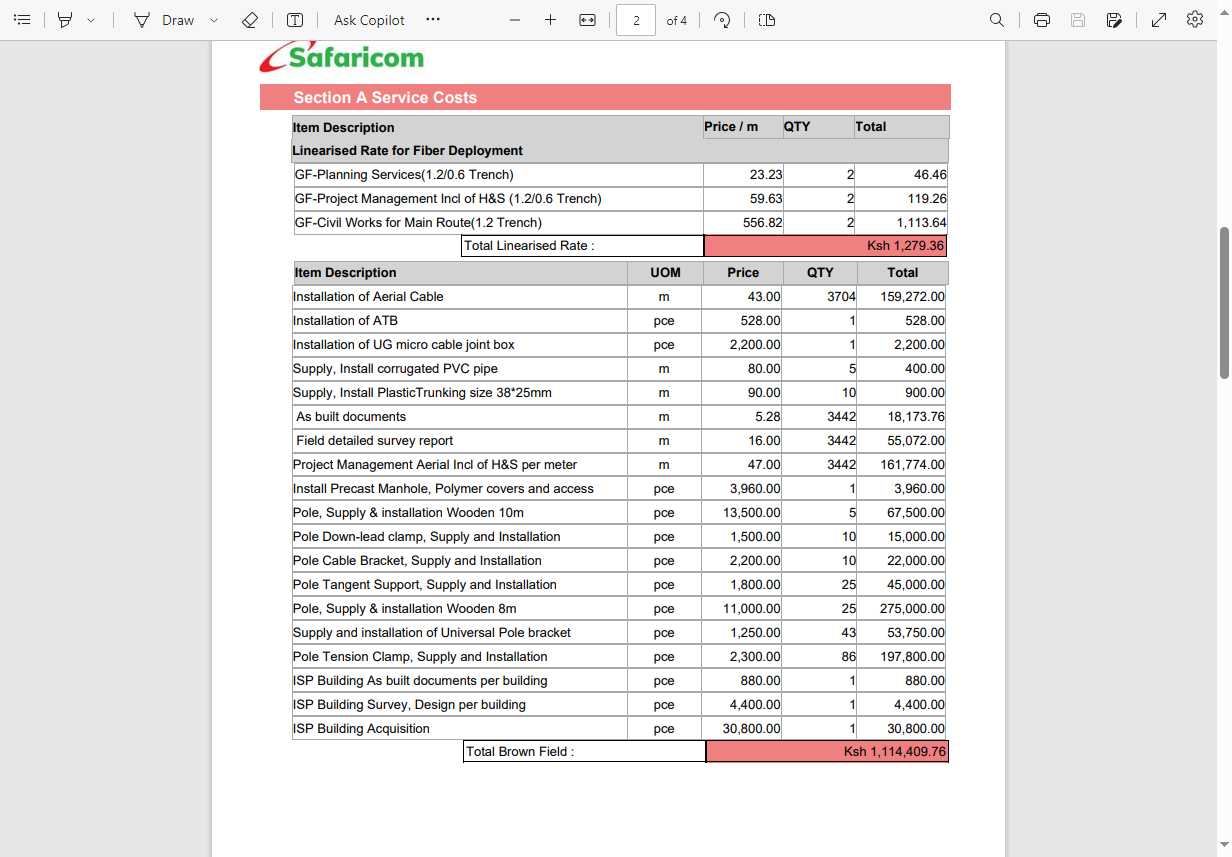 Draw
Ask Copilot
2 of 4
Safaricom
Section A Service Costs
Item Description Price / m QTY Total
Linearised Rate for Fiber Deployment
GF-Planning Services(1.2/0.6 Trench) 23.23 2 46.46
GF-Project Management Incl of H&S (1.2/0.6 Trench) 59.63 2 119.26
GF-Civil Works for Main Route(1.2 Trench) 556.82 2 1,113.64
Total Linearised Rate : Ksh 1,279.36
Item Description UOM Price QTY Total
Installation of Aerial Cable m 43.00 3704 159,272.00
Installation of ATB pce 528.00 1 528.00
Installation of UG micro cable joint box pce 2,200.00 1 2,200.00
Supply, Install corrugated PVC pipe m 80.00 5 400.00
Supply, Install PlasticTrunking size 38*25mm m 90.00 10 900.00
As built documents m 5.28 3442 18,173.76
Field detailed survey report m 16.00 3442 55,072.00
Project Management Aerial Incl of H&S per meter m 47.00 3442 161,774.00
Install Precast Manhole, Polymer covers and access pce 3,960.00 1 3,960.00
Pole, Supply & installation Wooden 10m pce 13,500.00 5 67,500.00
Pole Down-lead clamp, Supply and Installation pce 1,500.00 10 15,000.00
Pole Cable Bracket, Supply and Installation pce 2,200.00 10 22,000.00
Pole Tangent Support, Supply and Installation pce 1,800.00 25 45,000.00
Pole, Supply & installation Wooden 8m pce 11,000.00 25 275,000.00
Supply and installation of Universal Pole bracket pce 1,250.00 43 53,750.00
Pole Tension Clamp, Supply and Installation pce 2,300.00 86 197,800.00
ISP Building As built documents per building pce 880.00 1 880.00
ISP Building Survey, Design per building pce 4,400.00 1 4,400.00
ISP Building Acquisition pce 30,800.00 1 30,800.00
Total Brown Field : Ksh 1,114,409.76